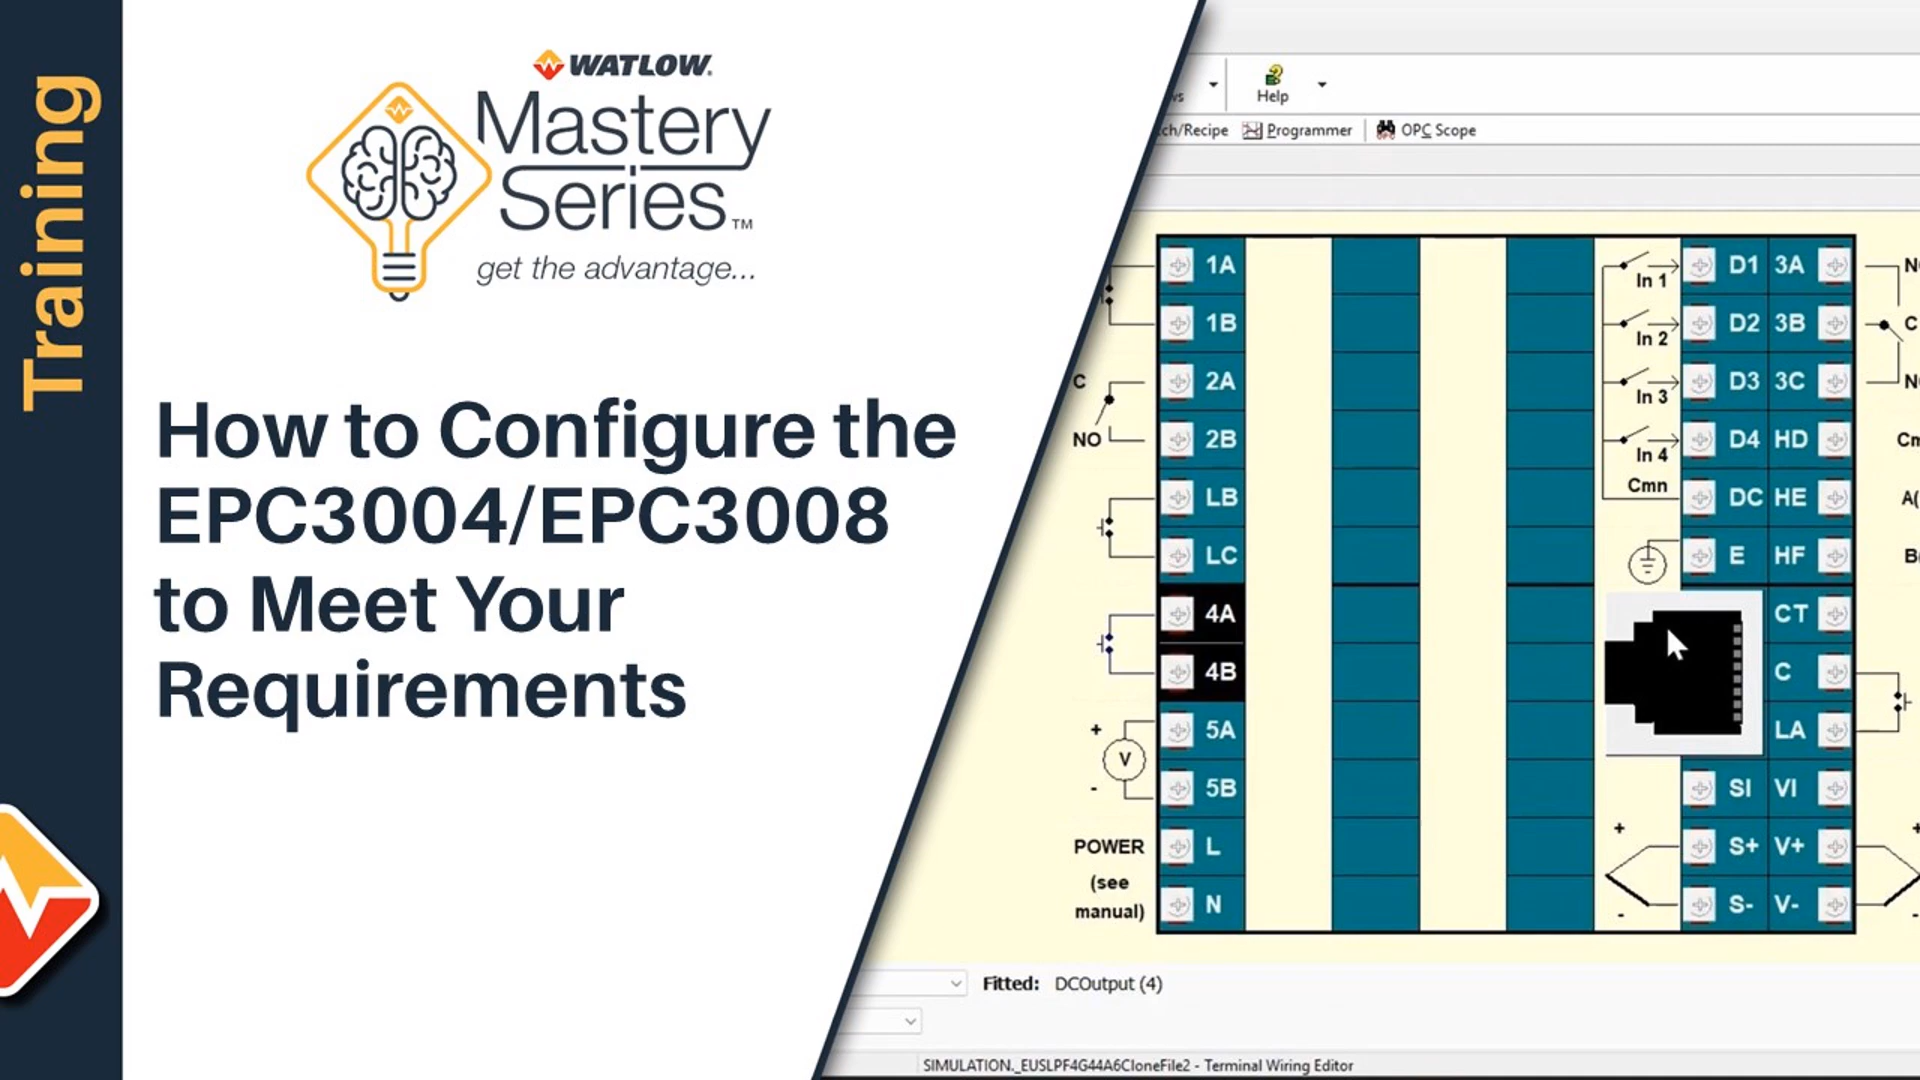 Training
WATLOW
Mastery
Series™
get the advantage...
How to Configure the
EPC3004/EPC3008
to Meet Your
Requirements
Help
ch/Recipe Programmer OPC Scope
1A
1B
C 2A
NO 2B
LB
LC
4A
4B
+ 5A
V
- 5B
POWER L
(see
manual) N
In 1 D1 3A
In 2 D2 3B C
In 3 D3 3C
In 4 D4 HD
Cmn DC HE
E HF
CT
C
LA
SI VI
+ S+ V+ +
- S- V- -
Fitted: DCOutput (4)
SIMULATION._EUSLPF4G44A6CloneFile2 - Terminal Wiring Editor